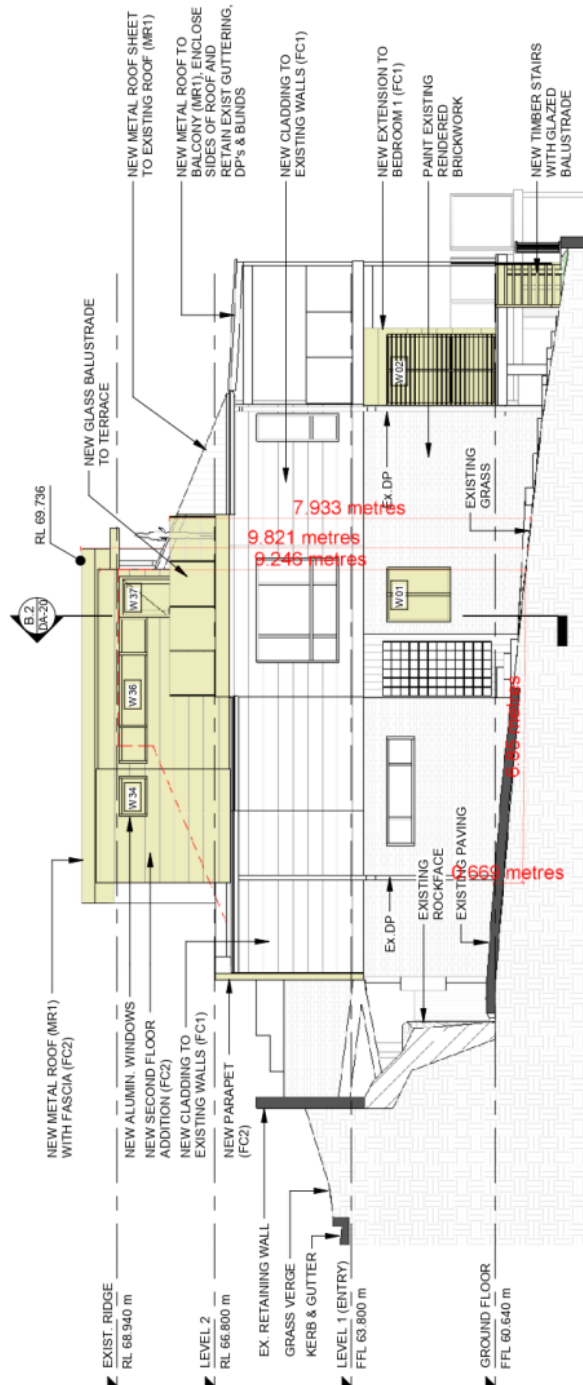 NEW METAL ROOF SHEET
TO EXISTING ROOF (MR1)
NEW METAL ROOF TO
BALCONY (MR1), ENCLOSE
SIDES OF ROOF AND
RETAIN EXIST GUTTERING,
DP's & BLINDS
NEW CLADDING TO
EXISTING WALLS (FC1)
NEW EXTENSION TO
BEDROOM 1 (FC1)
PAINT EXISTING
RENDERED
BRICKWORK
NEW TIMBER STAIRS
WITH GLAZED
BALUSTRADE
NEW GLASS BALUSTRADE
TO TERRACE
RL 69.736
B.2
DA-20
W37
W36
W34
W02
W01
Ex.DP
EXISTING
GRASS
7.933 metres
9.821 metres
9.246 metres
0.669 metres
Ex.DP
EXISTING
ROCKFACE
EXISTING PAVING
NEW METAL ROOF (MR1)
WITH FASCIA (FC2)
NEW ALUMIN. WINDOWS
NEW SECOND FLOOR
ADDITION (FC2)
NEW CLADDING TO
EXISTING WALLS (FC1)
NEW PARAPET
(FC2)
EX. RETAINING WALL
GRASS VERGE
KERB & GUTTER
EXIST. RIDGE
RL 68.940 m
LEVEL 2
RL 66.800 m
LEVEL 1 (ENTRY)
FFL 63.800 m
GROUND FLOOR
FFL 60.640 m